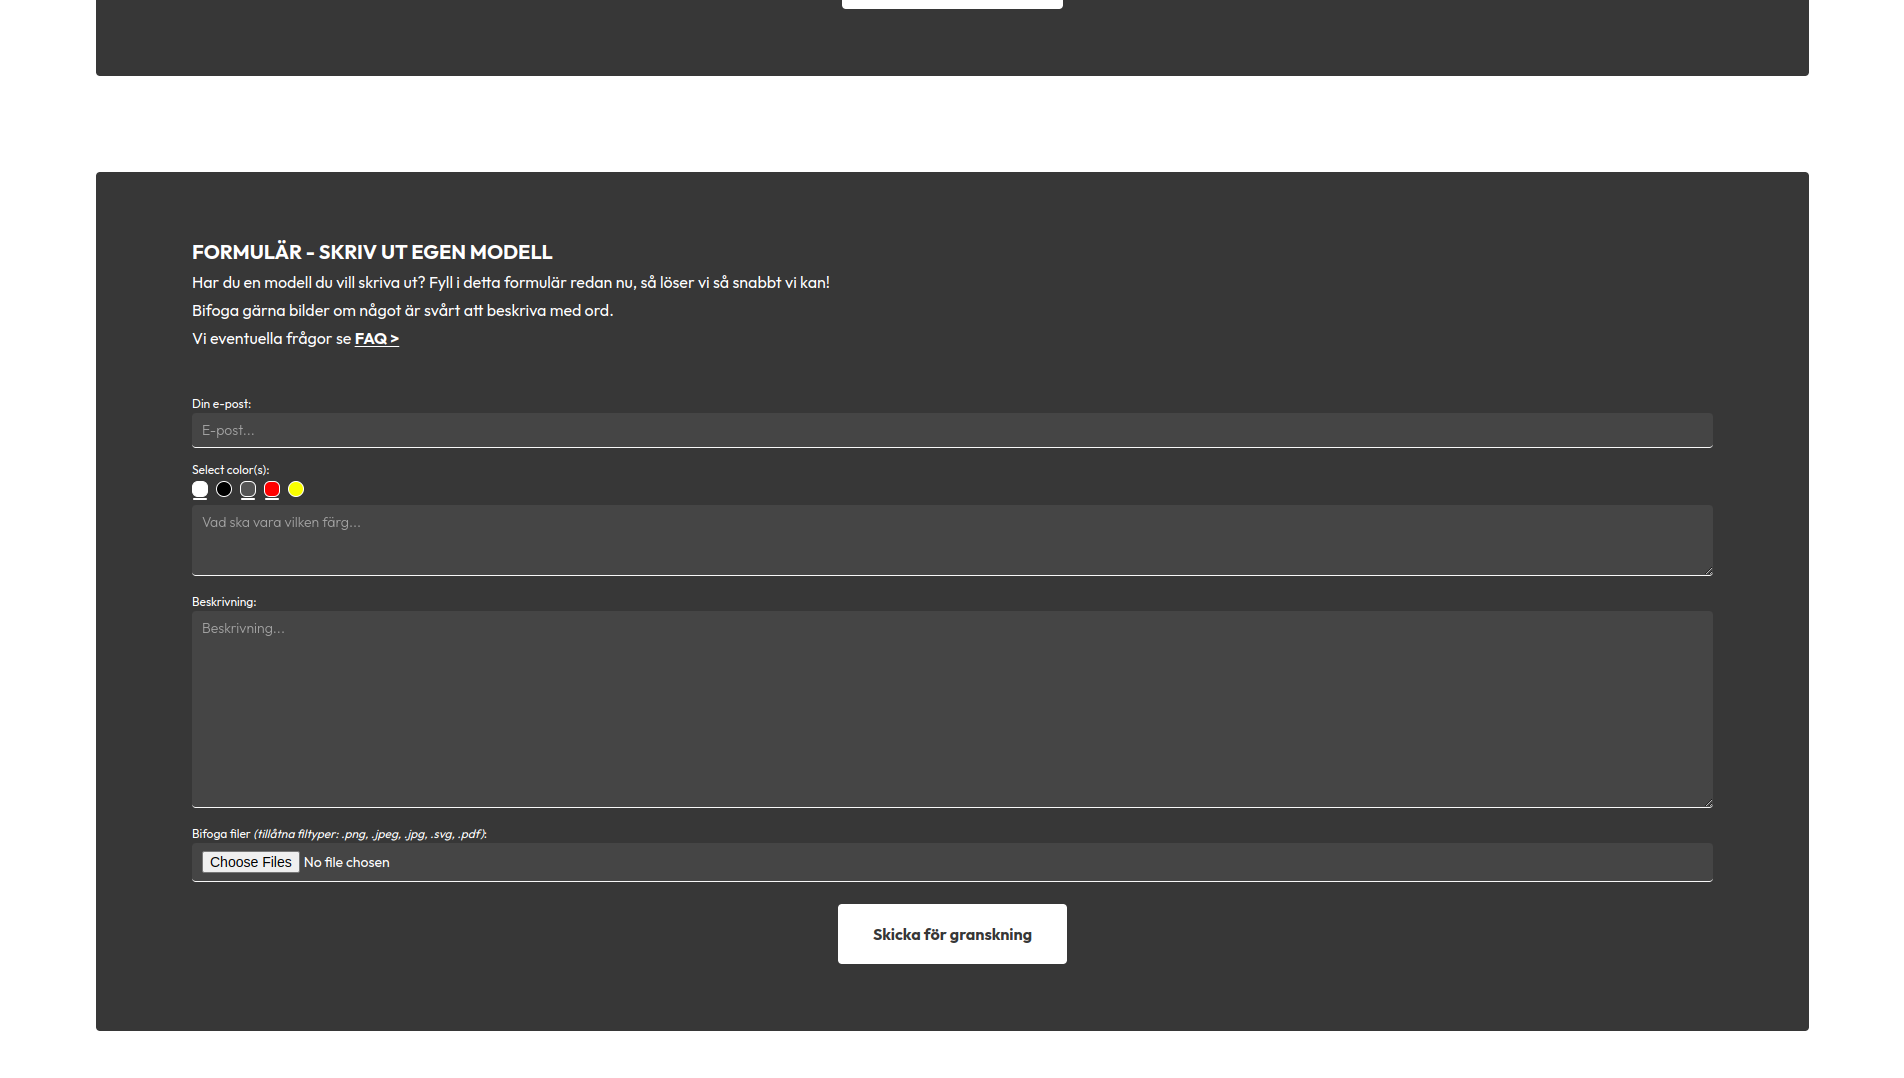 FORMULÄR - SKRIV UT EGEN MODELL
Har du en modell du vill skriva ut? Fyll i detta formulär redan nu, så löser vi så snabbt vi kan!
Bifoga gärna bilder om något är svårt att beskriva med ord.
Vi eventuella frågor se FAQ >
Din e-post:
E-post...
Select color(s):
Vad ska vara vilken färg...
Beskrivning:
Beskrivning...
Bifoga filer (tillåtna filtyper: .png, .jpeg, .jpg, .svg, .pdf):
Choose Files No file chosen
Skicka för granskning